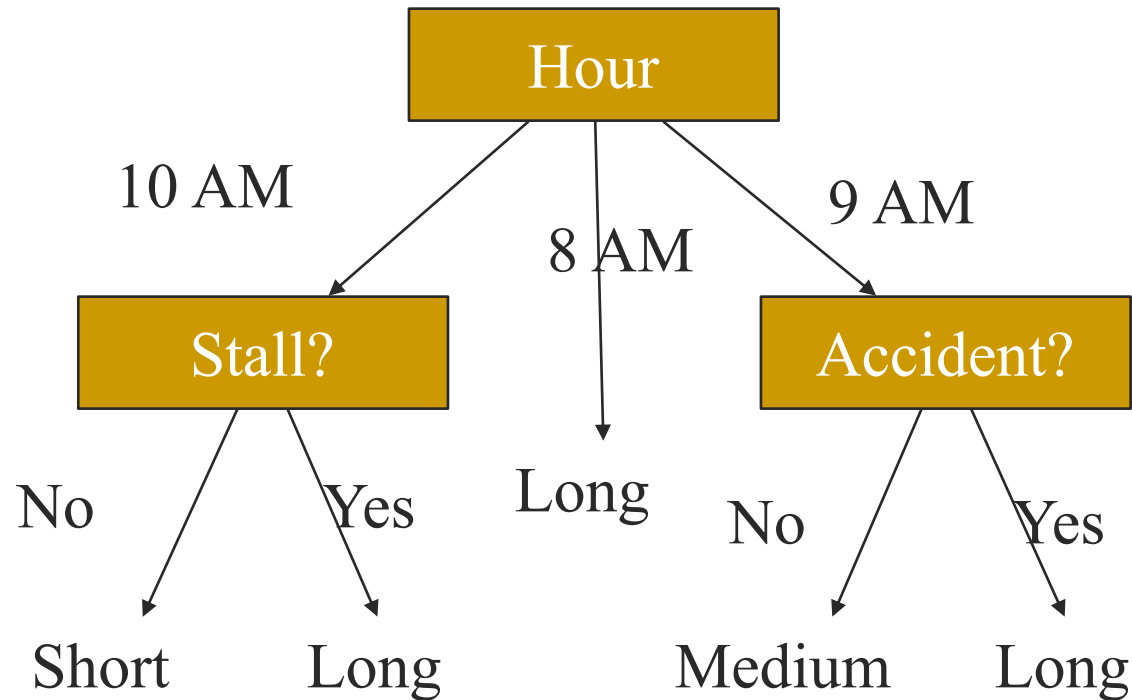 Hour
10 AM
8 AM
9 AM
Stall?
Accident?
No
Yes
Long
No
Yes
Short
Long
Medium
Long